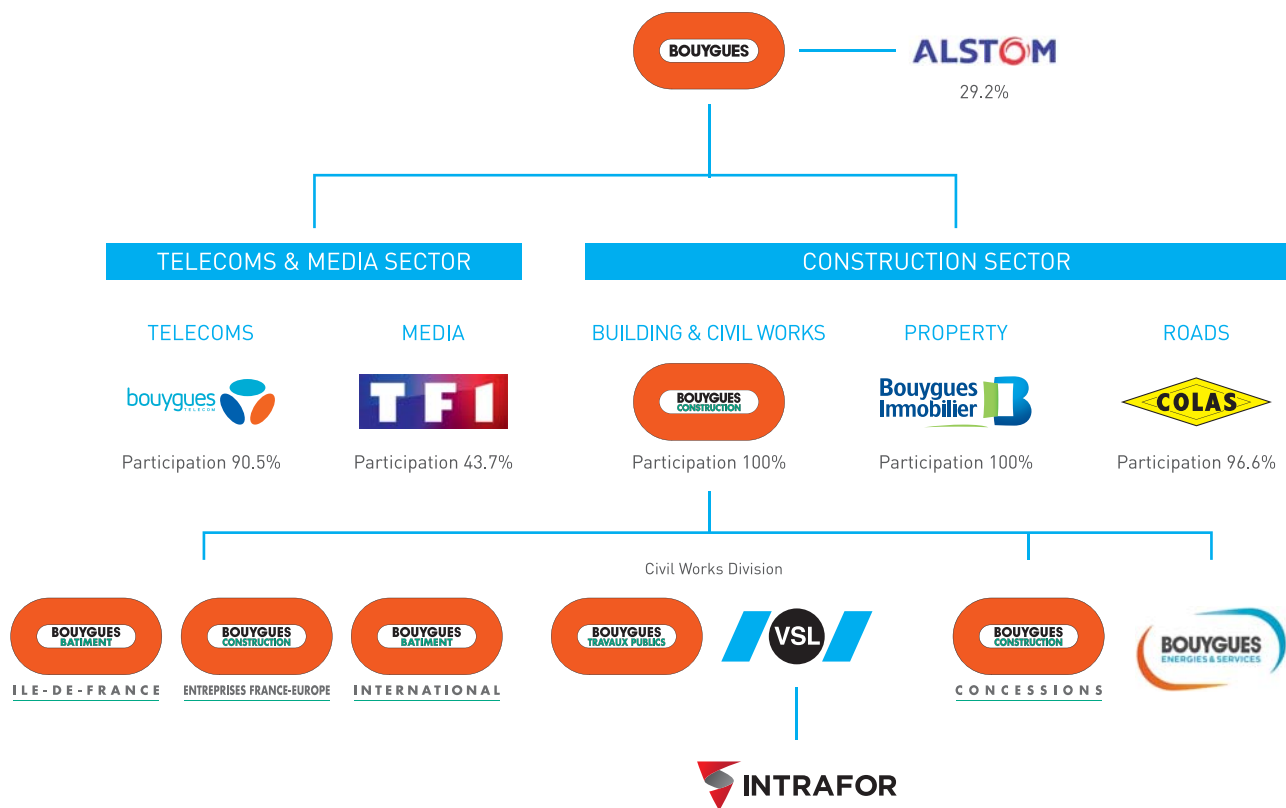 BOUYGUES
ALSTOM
29.2%
TELECOMS & MEDIA SECTOR
CONSTRUCTION SECTOR
TELECOMS
MEDIA
BUILDING & CIVIL WORKS
PROPERTY
ROADS
bouygues
TELECOM
TF1
BOUYGUES
CONSTRUCTION
Bouygues
Immobilier
COLAS
Participation 90.5%
Participation 43.7%
Participation 100%
Participation 100%
Participation 96.6%
Civil Works Division
BOUYGUES
BATIMENT
ILE-DE-FRANCE
BOUYGUES
CONSTRUCTION
ENTREPRISES FRANCE-EUROPE
BOUYGUES
BATIMENT
INTERNATIONAL
BOUYGUES
TRAVAUX PUBLICS
VSL
BOUYGUES
CONSTRUCTION
CONCESSIONS
BOUYGUES
ENERGIES & SERVICES
INTRAFOR